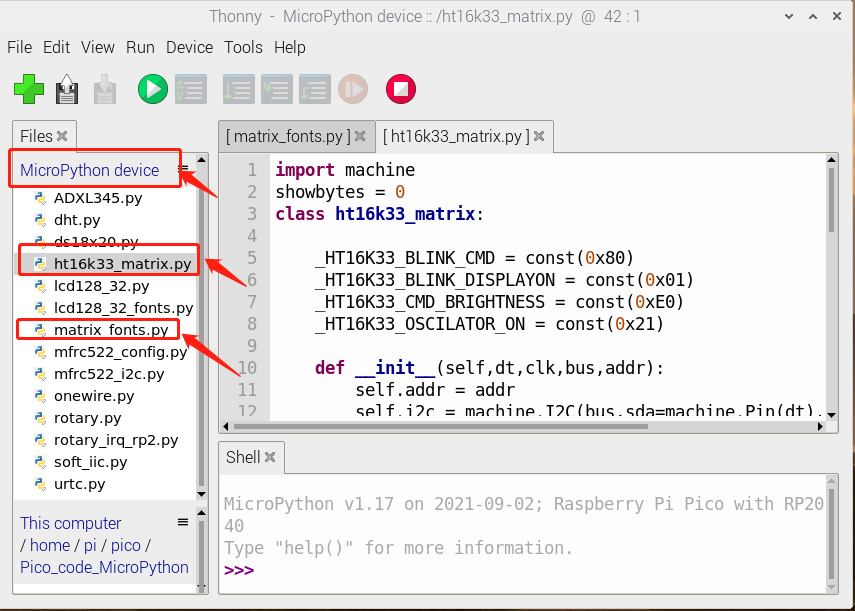 Thonny - MicroPython device :: /ht16k33_matrix.py @ 42 : 1
File Edit View Run Device Tools Help
Files
MicroPython device
ADXL345.py
dht.py
ds18x20.py
ht16k33_matrix.py
lcd128_32.py
lcd128_32_fonts.py
matrix_fonts.py
mfrc522_config.py
mfrc522_i2c.py
onewire.py
rotary.py
rotary_irq_rp2.py
soft_iic.py
urtc.py
This computer
/ home / pi / pico /
Pico_code_MicroPython
[ matrix_fonts.py ] [ ht16k33_matrix.py ]
1 import machine
2 showbytes = 0
3 class ht16k33_matrix:
4
5 _HT16K33_BLINK_CMD = const(0x80)
6 _HT16K33_BLINK_DISPLAYON = const(0x01)
7 _HT16K33_CMD_BRIGHTNESS = const(0xE0)
8 _HT16K33_OSCILATOR_ON = const(0x21)
9
10 def __init__(self,dt,clk,bus,addr):
11 self.addr = addr
12 self.i2c = machine.I2C(bus,sda=machine.Pin(dt),
Shell
MicroPython v1.17 on 2021-09-02; Raspberry Pi Pico with RP20
40
Type "help()" for more information.
>>>